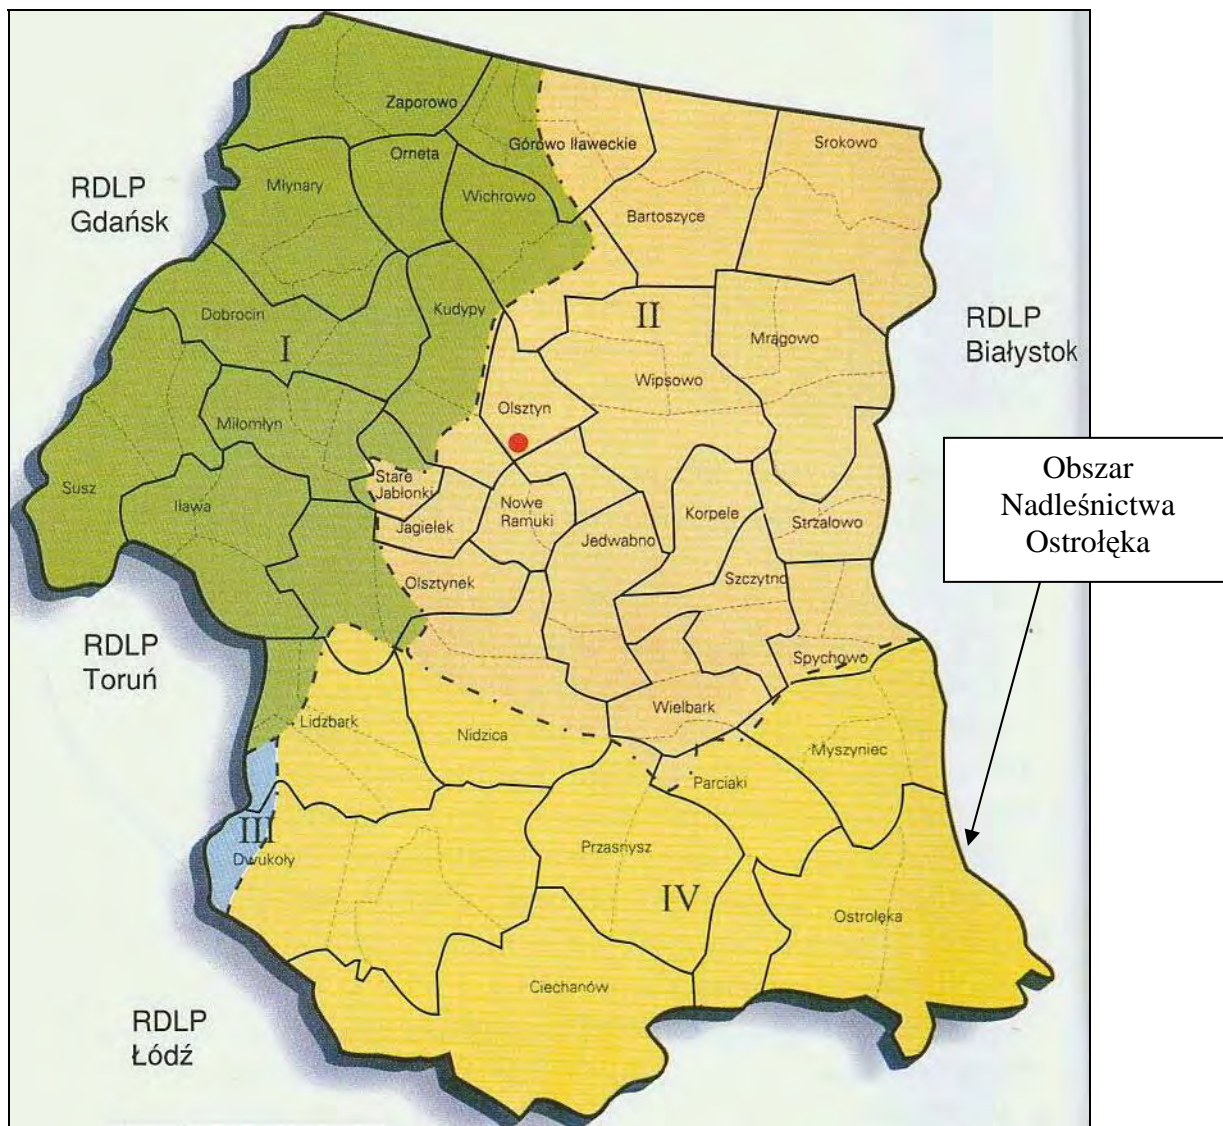 Zaporowo
Orneta
Górowo Iławeckie
Srokowo
RDLP
Gdańsk
Młynary
Wichrowo
Bartoszyce
Dobrocin
I
Kudypy
II
Mrągowo
RDLP
Białystok
Wipsowo
Miłomłyn
Olsztyn
Susz
Iława
Stare
Jabłonki
Jagiełek
Nowe
Ramuki
Korpele
Strzałowo
Jedwabno
Olsztynek
Szczytno
Obszar
Nadleśnictwa
Ostrołęka
RDLP
Toruń
Spychowo
Lidzbark
Nidzica
Wielbark
Myszyniec
Parciaki
III
Dwukoły
Przasnysz
IV
Ostrołęka
Ciechanów
RDLP
Łódź